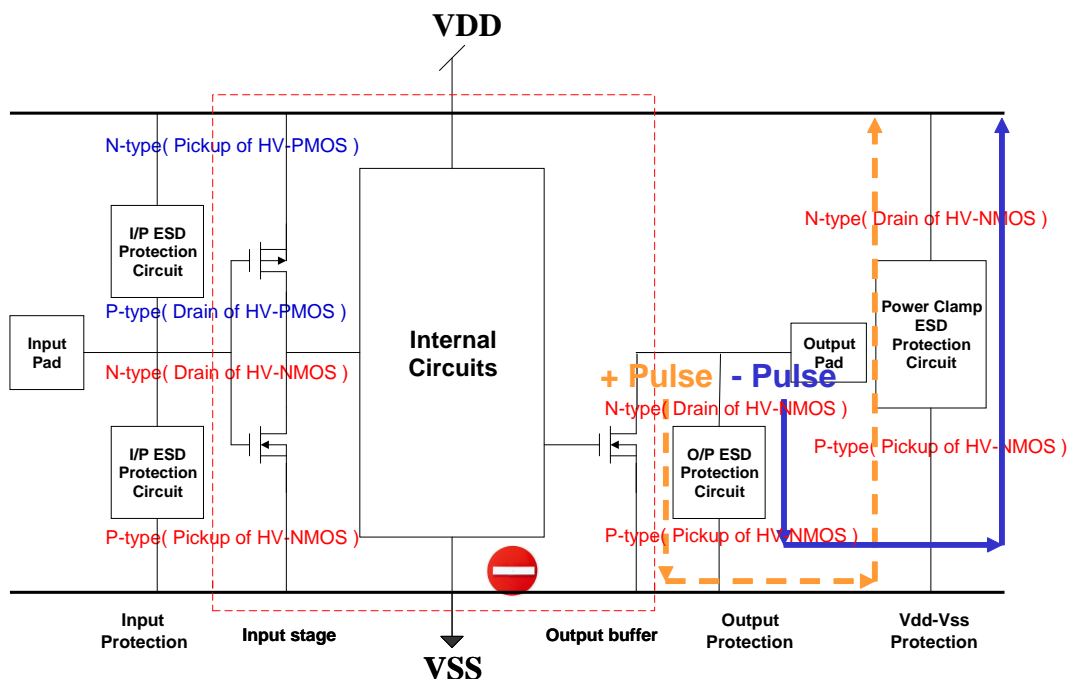 VDD
N-type( Pickup of HV-PMOS )
I/P ESD
Protection
Circuit
P-type( Drain of HV-PMOS )
Input
Pad
N-type( Drain of HV-NMOS )
I/P ESD
Protection
Circuit
P-type( Pickup of HV-NMOS )
Internal
Circuits
N-type( Drain of HV-NMOS )
Power Clamp
ESD
Protection
Circuit
Output
Pad
+ Pulse - Pulse
N-type( Drain of HV-NMOS )
P-type( Pickup of HV-NMOS )
O/P ESD
Protection
Circuit
P-type( Pickup of HV-NMOS )
Input
Protection
Input stage
VSS
Output buffer
Output
Protection
Vdd-Vss
Protection